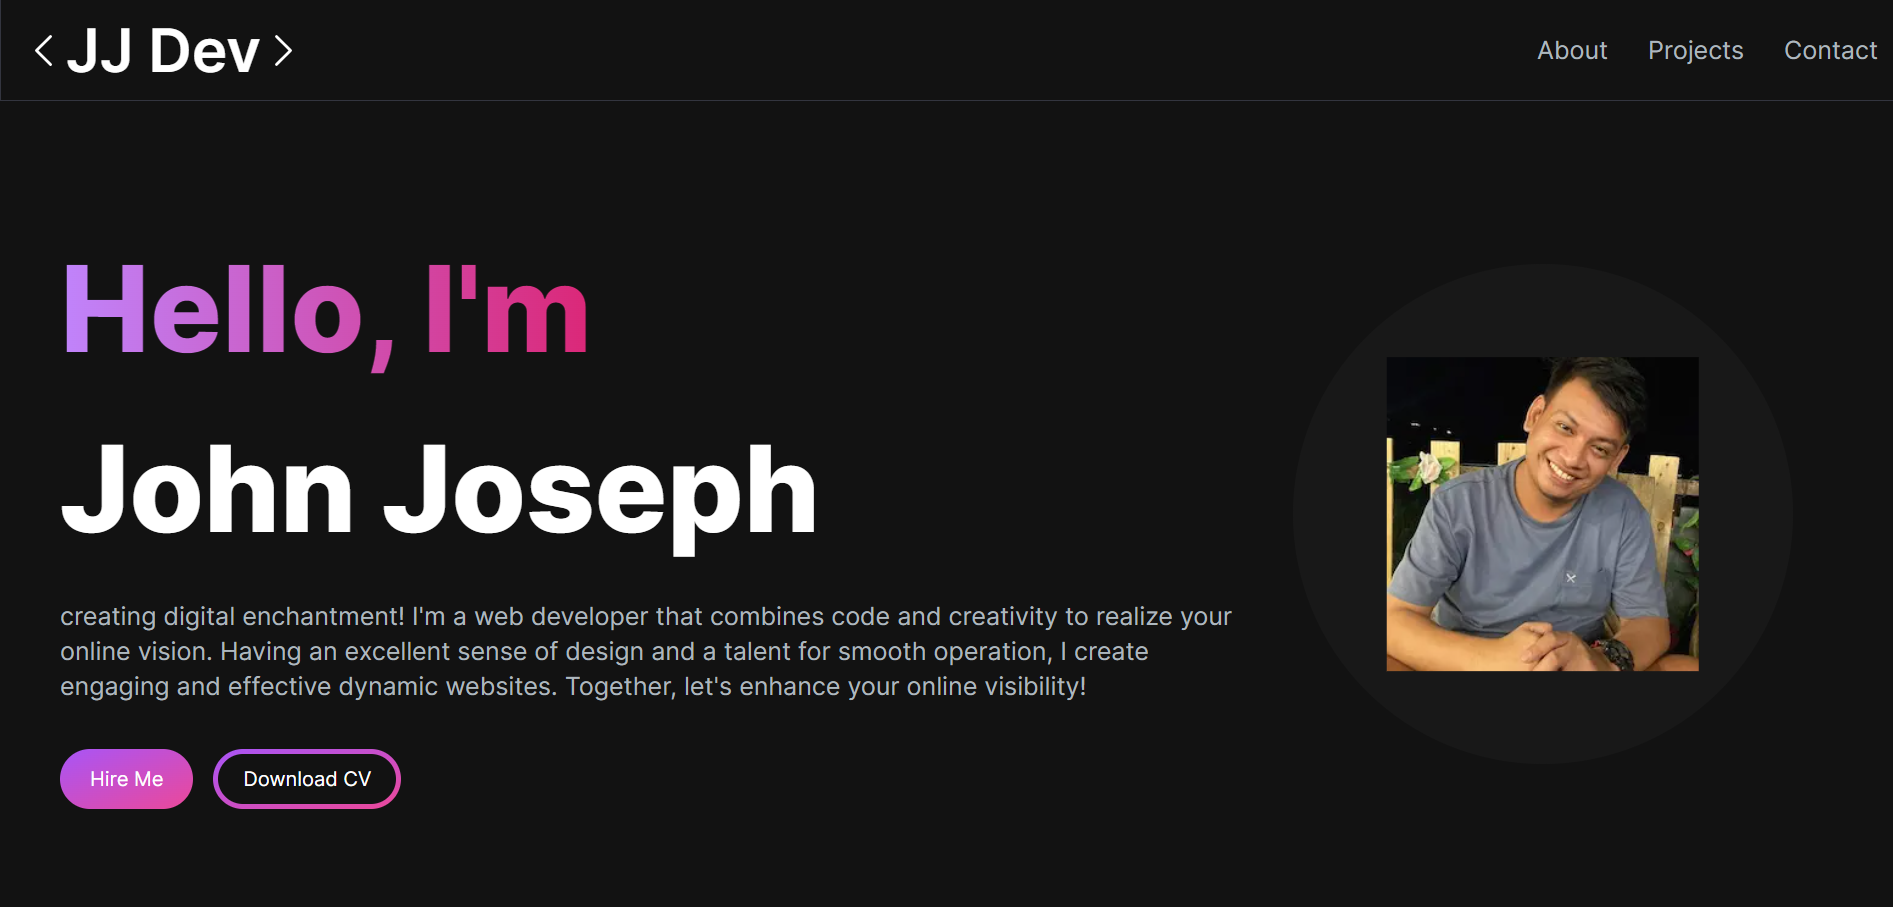 < JJ Dev >
About Projects Contact
Hello, I'm
John Joseph
creating digital enchantment! I'm a web developer that combines code and creativity to realize your
online vision. Having an excellent sense of design and a talent for smooth operation, I create
engaging and effective dynamic websites. Together, let's enhance your online visibility!
Hire Me
Download CV